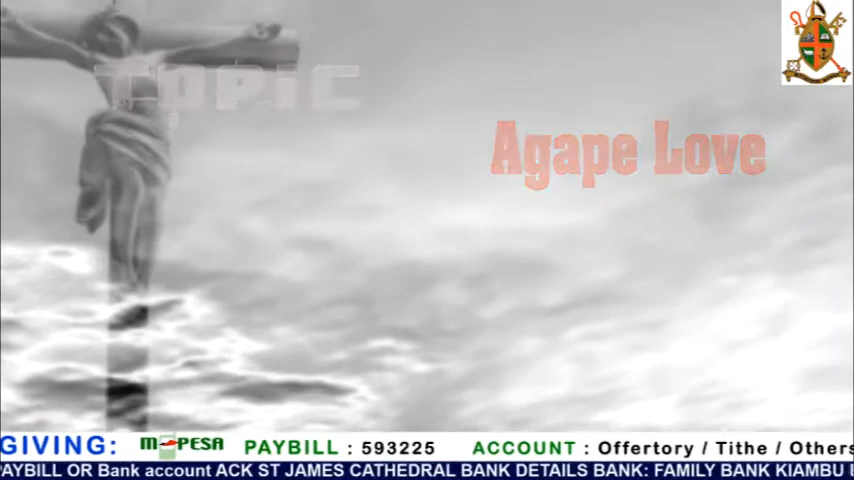 TOPiC
Agape Love
GIVING: M-PESA PAYBILL : 593225 ACCOUNT : Offertory / Tithe / Others
PAYBILL OR Bank account ACK ST JAMES CATHEDRAL BANK DETAILS BANK: FAMILY BANK KIAMBU